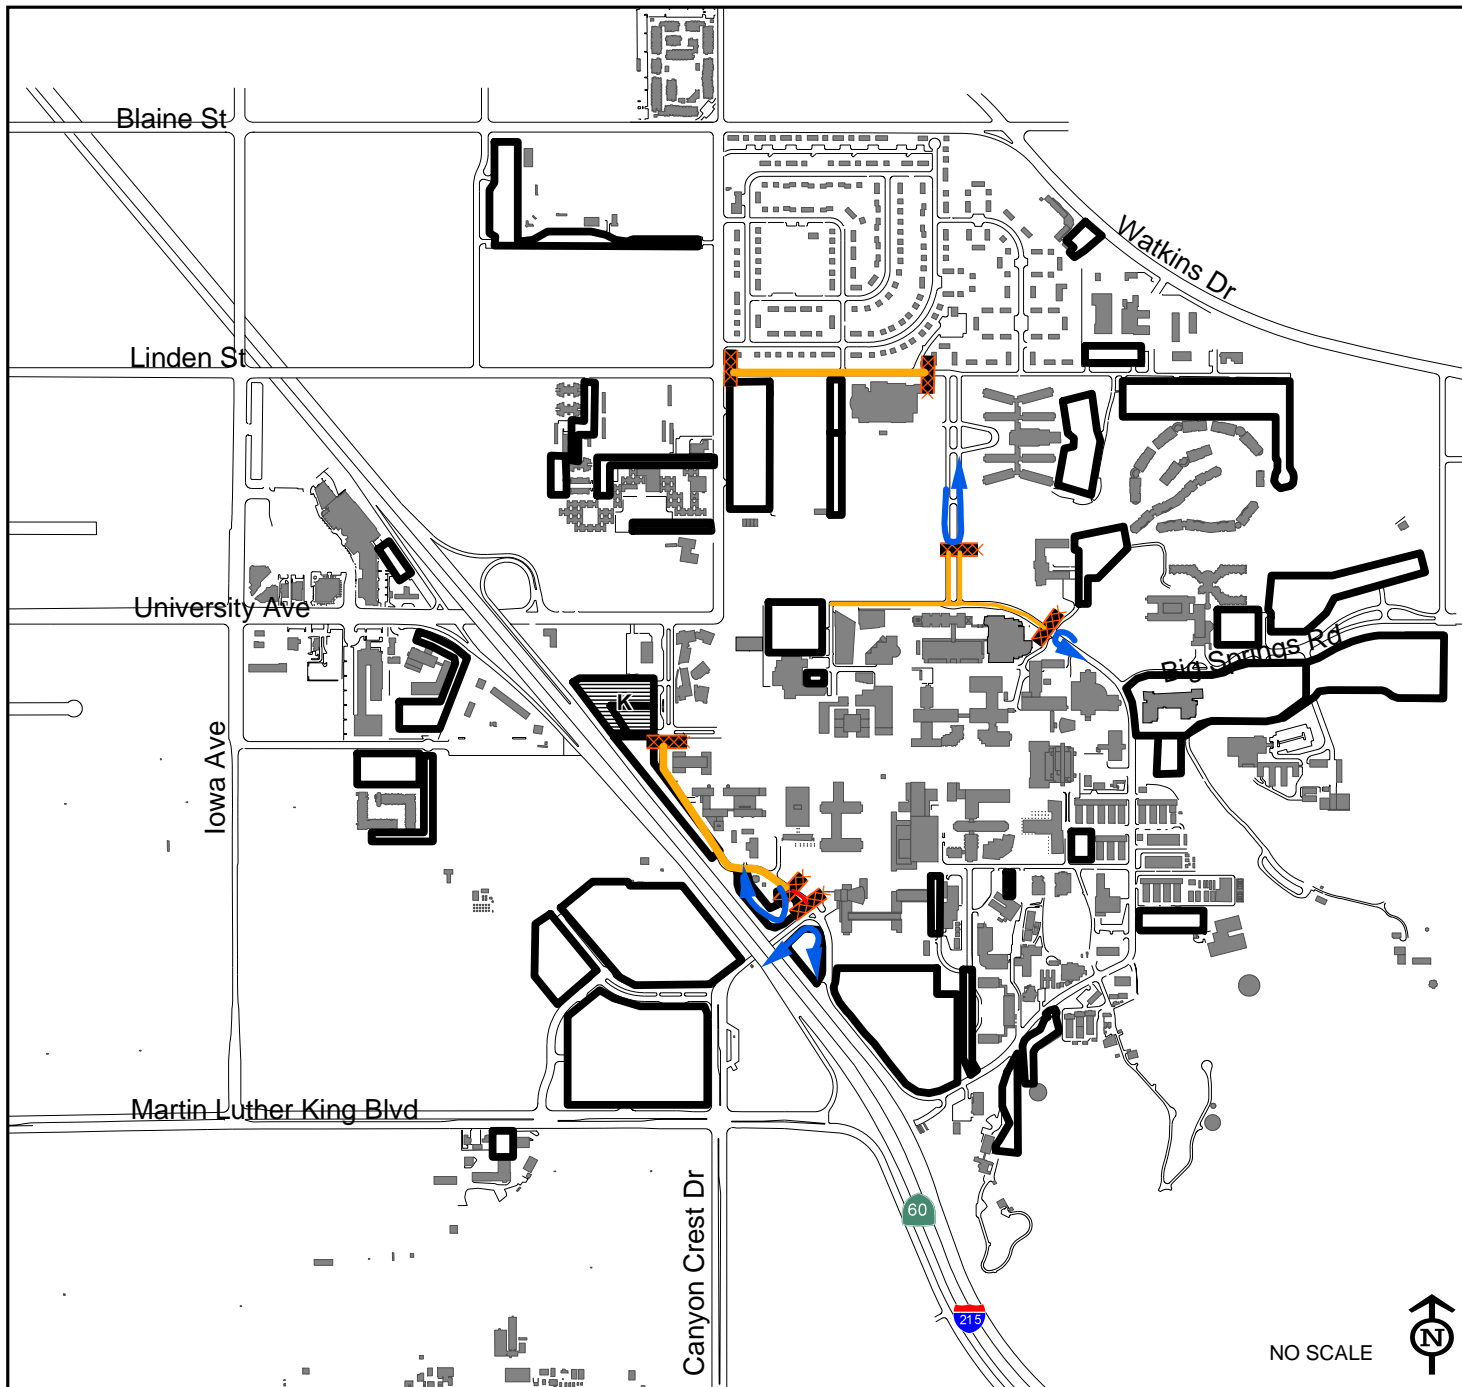 Blaine St
Watkins Dr
Linden St
University Ave
Big Springs Rd
K
Iowa Ave
Martin Luther King Blvd
Canyon Crest Dr
60
215
N
NO SCALE